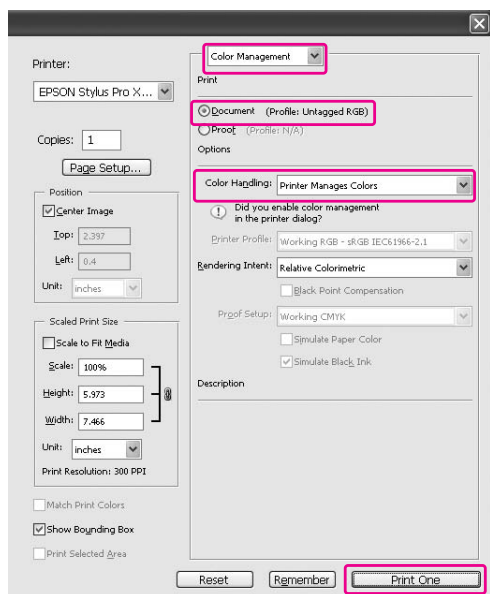 Printer:
EPSON Stylus Pro X...
Copies: 1
Page Setup...
Position
Center Image
Top: 2.397
Left: 0.4
Unit: inches
Scaled Print Size
Scale to Fit Media
Scale: 100%
Height: 5.973
Width: 7.466
Unit: inches
Print Resolution: 300 PPI
Match Print Colors
Show Bounding Box
Print Selected Area
Color Management
Print
Document (Profile: Untagged RGB)
Proof (Profile: N/A)
Options
Color Handling: Printer Manages Colors
Did you enable color management
in the printer dialog?
Printer Profile: Working RGB - sRGB IEC61966-2.1
Rendering Intent: Relative Colorimetric
Black Point Compensation
Proof Setup: Working CMYK
Simulate Paper Color
Simulate Black Ink
Description
Reset Remember Print One